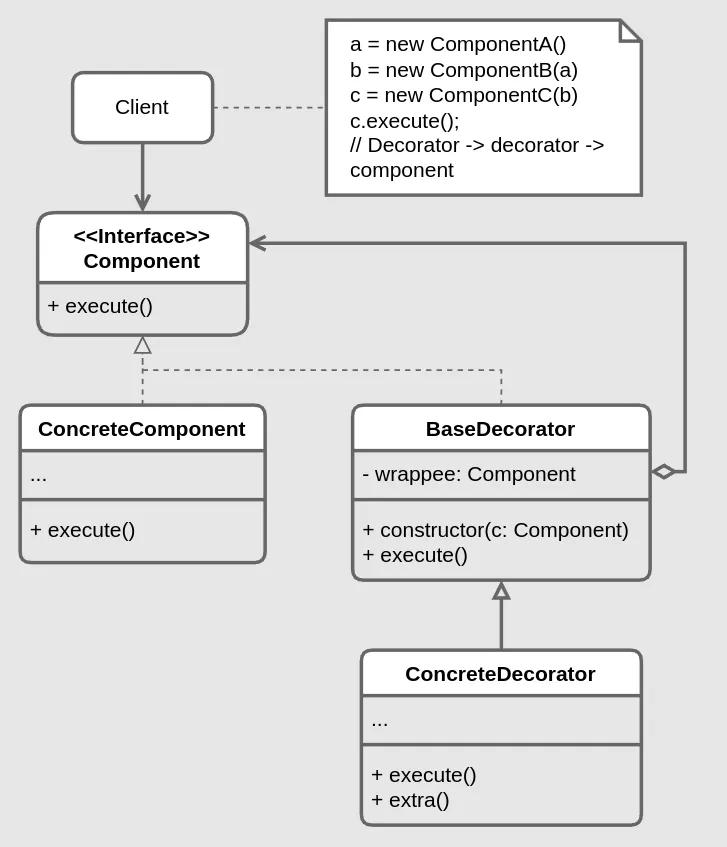 a = new ComponentA()
b = new ComponentB(a)
c = new ComponentC(b)
c.execute();
// Decorator -> decorator ->
component
Client
<<Interface>>
Component
+ execute()
ConcreteComponent
...
+ execute()
BaseDecorator
- wrappee: Component
+ constructor(c: Component)
+ execute()
ConcreteDecorator
...
+ execute()
+ extra()